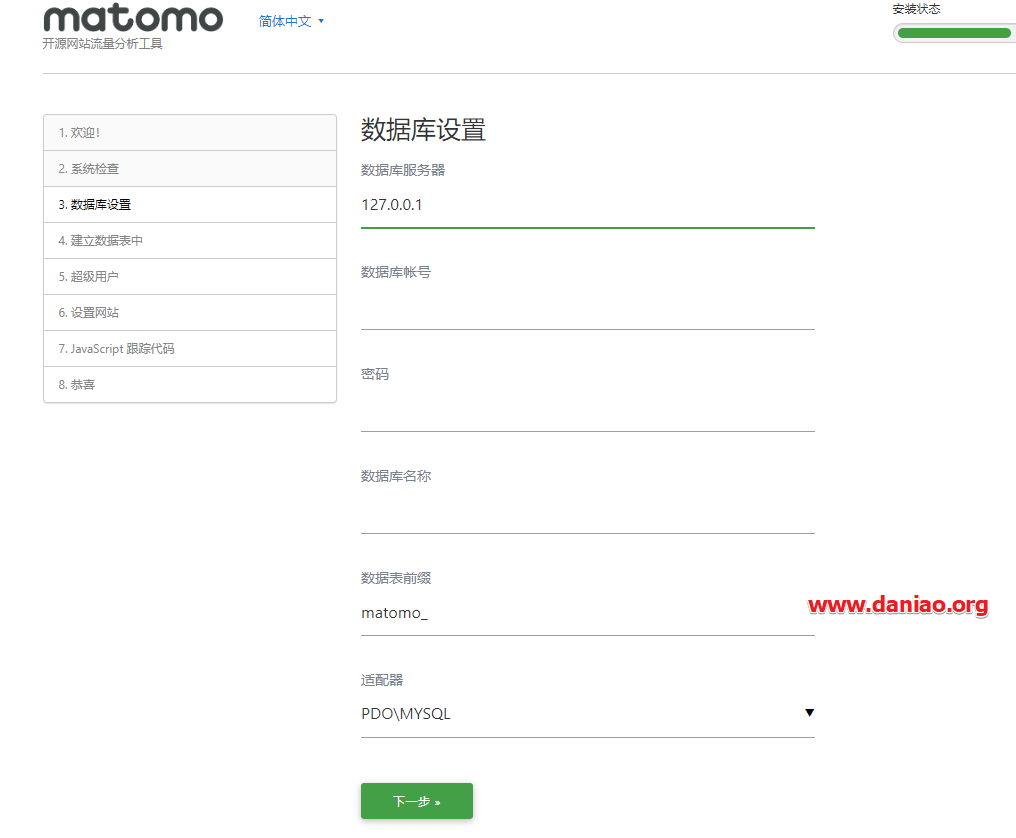 matomo
简体中文
开源网站流量分析工具
安装状态
1. 欢迎!
2. 系统检查
3. 数据库设置
4. 建立数据表中
5. 超级用户
6. 设置网站
7. JavaScript 跟踪代码
8. 恭喜
数据库设置
数据库服务器
127.0.0.1
数据库帐号
密码
数据库名称
数据表前缀
matomo_
www.daniao.org
适配器
PDO\MYSQL
下一步 »